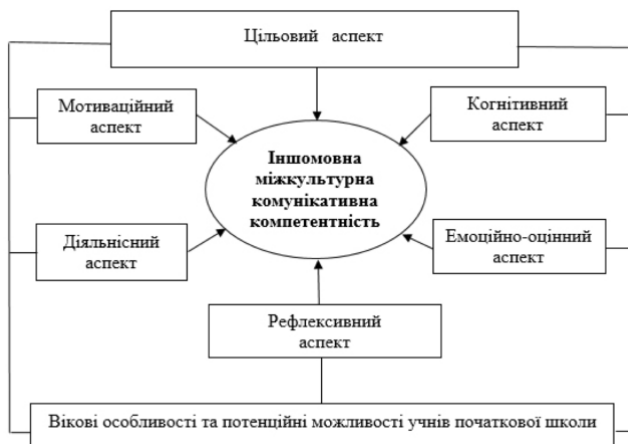 Цільовий аспект
Мотиваційний
аспект
Когнітивний
аспект
Іншомовна
міжкультурна
комунікативна
компетентність
Діяльнісний
аспект
Емоційно-оцінний
аспект
Рефлексивний
аспект
Вікові особливості та потенційні можливості учнів початкової школи